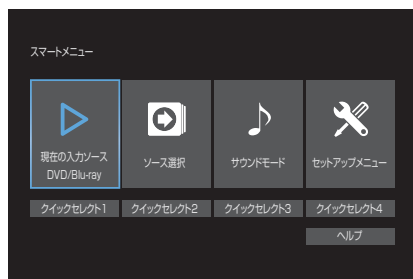 スマートメニュー
現在の入力ソース
DVD/Blu-ray
ソース選択
サウンドモード
セットアップメニュー
クイックセレクト1
クイックセレクト2
クイックセレクト3
クイックセレクト4
ヘルプ